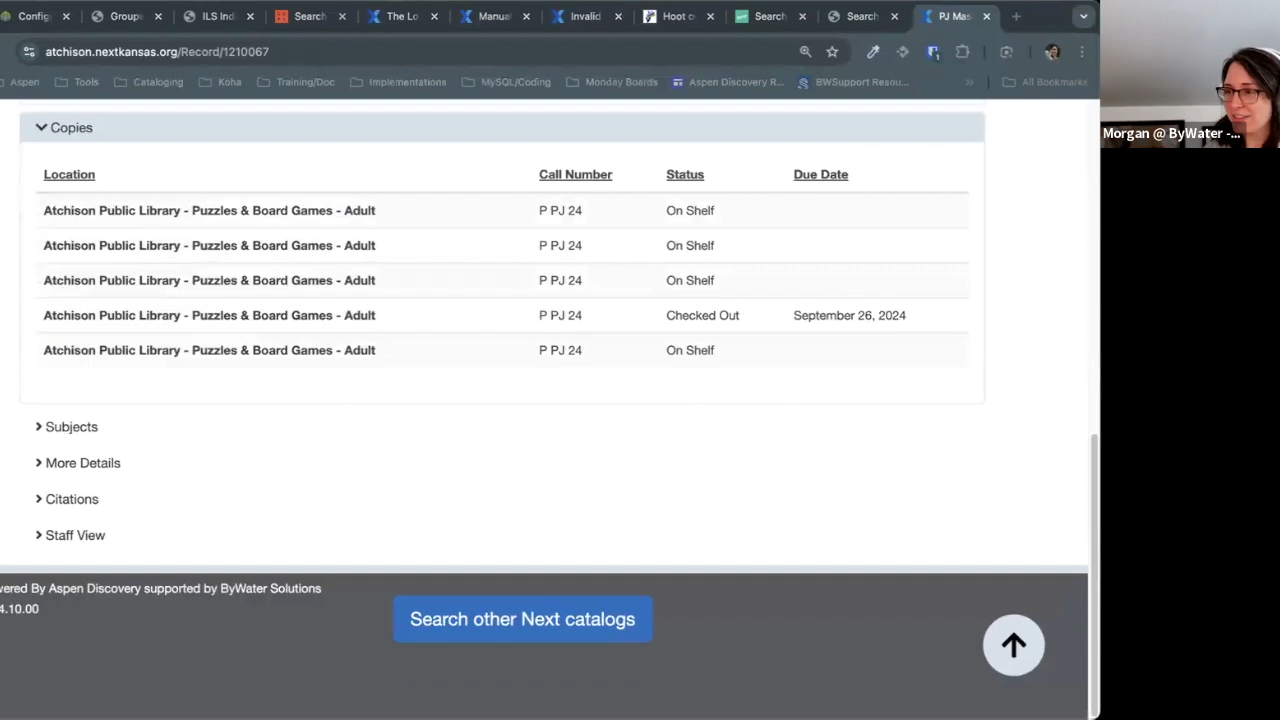 Config
Groupe
ILS Ind
Search
The Lo
Manual
Invalid
Hoot c
Search
Search
PJ Mas
atchison.nextkansas.org/Record/1210067
Aspen
Tools
Cataloging
Koha
Training/Doc
Implementations
MySQL/Coding
Monday Boards
Aspen Discovery R...
BWSupport Resou...
»
All Bookmarks
Morgan @ ByWater -...
Copies
Location Call Number Status Due Date
Atchison Public Library - Puzzles & Board Games - Adult P PJ 24 On Shelf
Atchison Public Library - Puzzles & Board Games - Adult P PJ 24 On Shelf
Atchison Public Library - Puzzles & Board Games - Adult P PJ 24 On Shelf
Atchison Public Library - Puzzles & Board Games - Adult P PJ 24 Checked Out September 26, 2024
Atchison Public Library - Puzzles & Board Games - Adult P PJ 24 On Shelf
Subjects
More Details
Citations
Staff View
wered By Aspen Discovery supported by ByWater Solutions
4.10.00
Search other Next catalogs